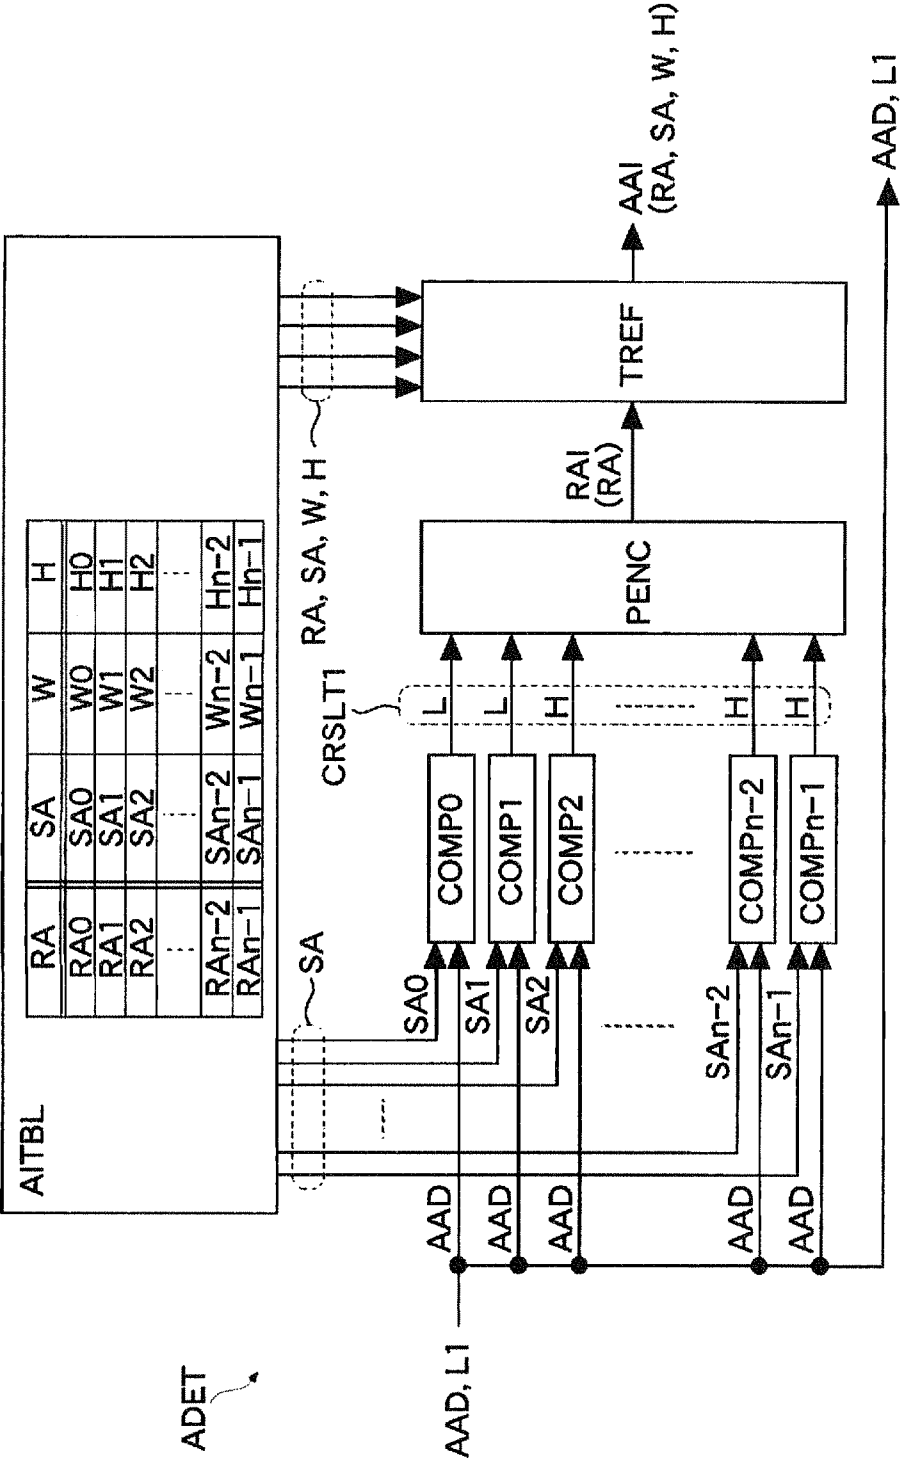 ADET
AITBL
RA SA W H
RA0 SA0 W0 H0
RA1 SA1 W1 H1
RA2 SA2 W2 H2
RAn-2 SAn-2 Wn-2 Hn-2
RAn-1 SAn-1 Wn-1 Hn-1
SA
RA, SA, W, H
CRSLT1
AAD, L1
AAD SA0 COMP0 L
AAD SA1 COMP1 L
AAD SA2 COMP2 H
AAD SAn-2 COMPn-2 H
AAD SAn-1 COMPn-1 H
PENC
RAI
(RA)
TREF
AAI
(RA, SA, W, H)
AAD, L1